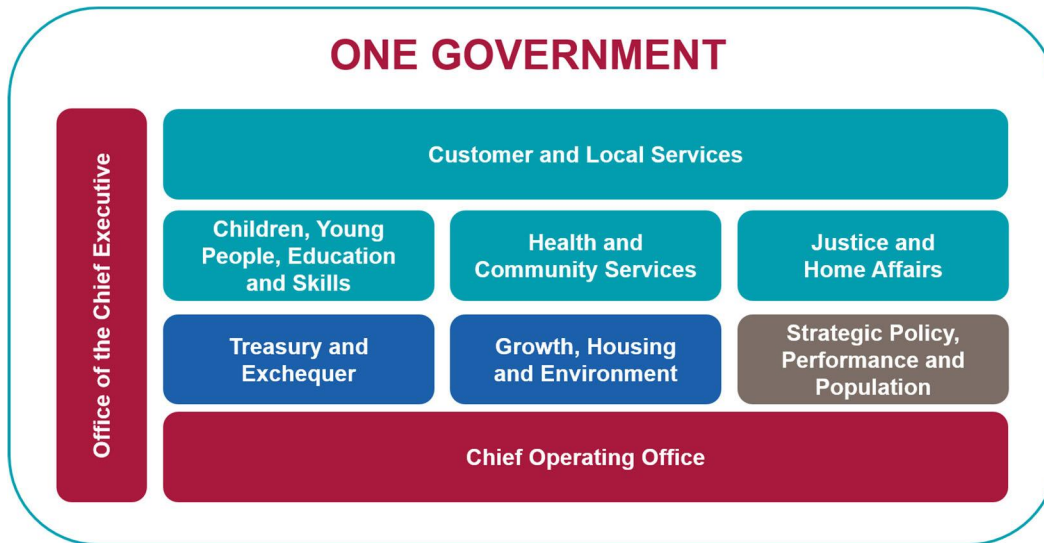 ONE GOVERNMENT
Office of the Chief Executive
Customer and Local Services
Children, Young
People, Education
and Skills
Health and
Community Services
Justice and
Home Affairs
Treasury and
Exchequer
Growth, Housing
and Environment
Strategic Policy,
Performance and
Population
Chief Operating Office